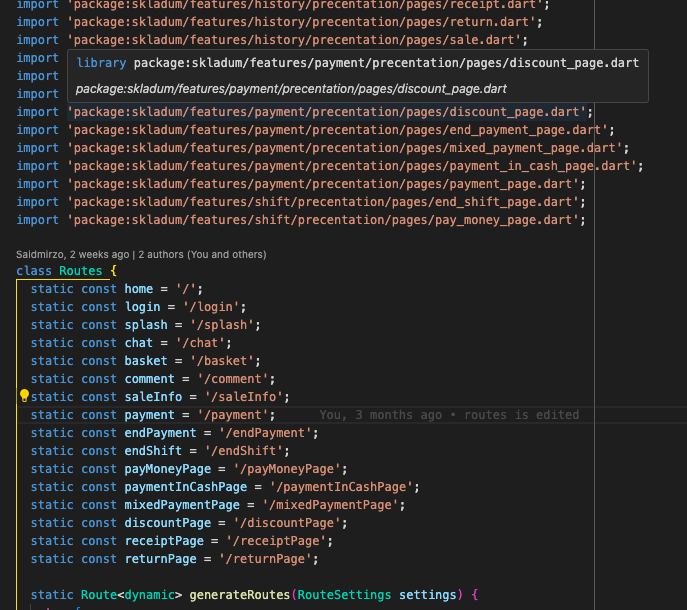 import 'package:skladum/features/history/precentation/pages/receipt.dart';
import 'package:skladum/features/history/precentation/pages/return.dart';
import 'package:skladum/features/history/precentation/pages/sale.dart';
import
library package:skladum/features/payment/precentation/pages/discount_page.dart
import
package:skladum/features/payment/precentation/pages/discount_page.dart
import
import 'package:skladum/features/payment/precentation/pages/discount_page.dart';
import 'package:skladum/features/payment/precentation/pages/end_payment_page.dart';
import 'package:skladum/features/payment/precentation/pages/mixed_payment_page.dart';
import 'package:skladum/features/payment/precentation/pages/payment_in_cash_page.dart';
import 'package:skladum/features/payment/precentation/pages/payment_page.dart';
import 'package:skladum/features/shift/precentation/pages/end_shift_page.dart';
import 'package:skladum/features/shift/precentation/pages/pay_money_page.dart';
Saidmirzo, 2 weeks ago | 2 authors (You and others)
class Routes {
static const home = '/';
static const login = '/login';
static const splash = '/splash';
static const chat = '/chat';
static const basket = '/basket';
static const comment = '/comment';
static const saleInfo = '/saleInfo';
static const payment = '/payment'; You, 3 months ago • routes is edited
static const endPayment = '/endPayment';
static const endShift = '/endShift';
static const payMoneyPage = '/payMoneyPage';
static const paymentInCashPage = '/paymentInCashPage';
static const mixedPaymentPage = '/mixedPaymentPage';
static const discountPage = '/discountPage';
static const receiptPage = '/receiptPage';
static const returnPage = '/returnPage';
static Route<dynamic> generateRoutes(RouteSettings settings) {